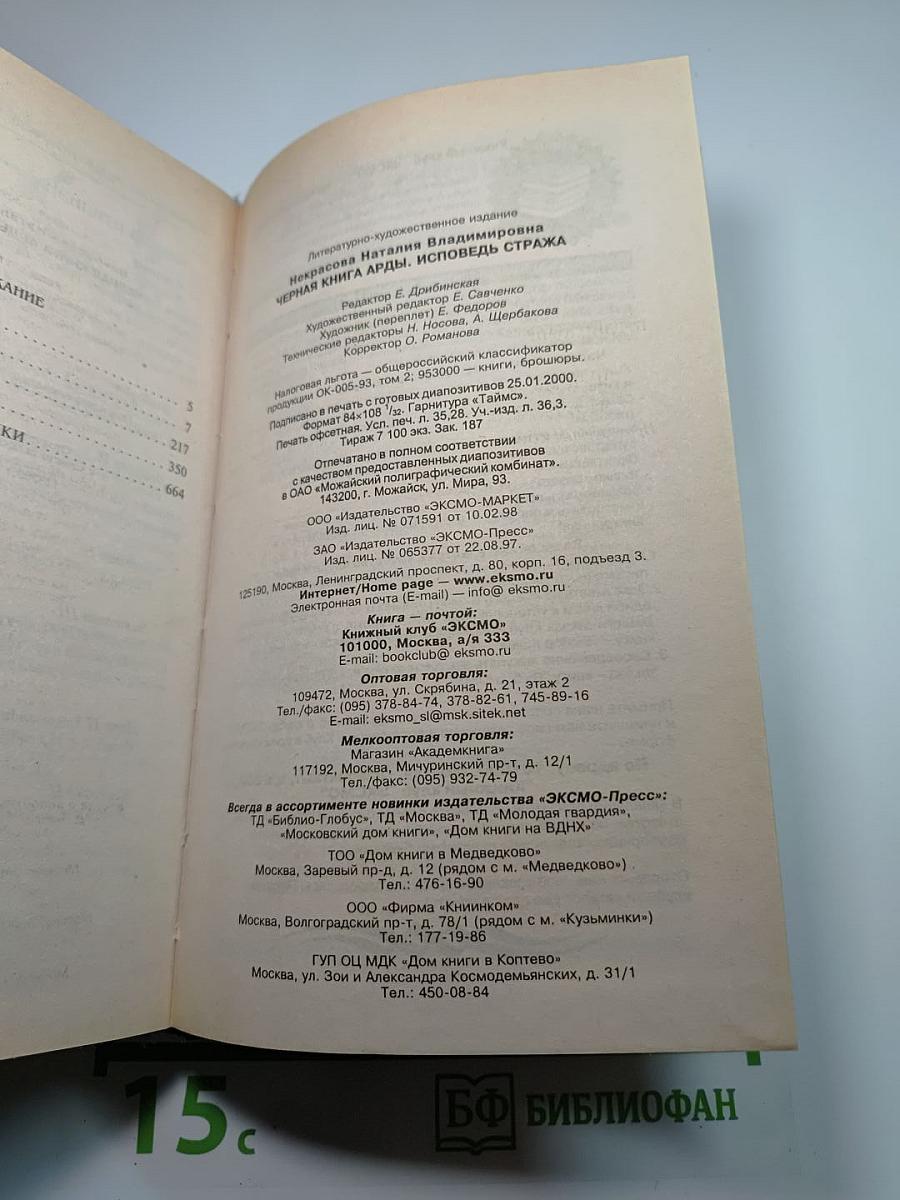 КАНИЕ
5
7
217
КИ
350
664
Литературно-художественное издание
Некрасова Наталия Владимировна
ЧЕРНАЯ КНИГА АРДЫ. ИСПОВЕДЬ СТРАЖА
Редактор Е. Дрибинская
Художественный редактор Е. Савченко
Художник (переплет) Е. Федоров
Технические редакторы Н. Носова, А. Щербакова
Корректор О. Романова
Налоговая льгота — общероссийский классификатор
продукции ОК-005-93, том 2; 953000 — книги, брошюры.
Подписано в печать с готовых диапозитивов 25.01.2000.
Формат 84×108 1/32. Гарнитура «Таймс».
Печать офсетная. Усл. печ. л. 35,28. Уч.-изд. л. 36,3.
Тираж 7 100 экз. Зак. 187
Отпечатано в полном соответствии
с качеством предоставленных диапозитивов
в ОАО «Можайский полиграфический комбинат».
143200, г. Можайск, ул. Мира, 93.
ООО «Издательство «ЭКСМО-МАРКЕТ»
Изд. лиц. № 071591 от 10.02.98
ЗАО «Издательство «ЭКСМО-Пресс»
Изд. лиц. № 065377 от 22.08.97.
125190, Москва, Ленинградский проспект, д. 80, корп. 16, подъезд 3.
Интернет/Home page — www.eksmo.ru
Электронная почта (E-mail) — info@ eksmo.ru
Книга — почтой:
Книжный клуб «ЭКСМО»
101000, Москва, а/я 333
E-mail: bookclub@ eksmo.ru
Оптовая торговля:
109472, Москва, ул. Скрябина, д. 21, этаж 2
Тел./факс: (095) 378-84-74, 378-82-61, 745-89-16
E-mail: eksmo_sl@msk.sitek.net
Мелкооптовая торговля:
Магазин «Академкнига»
117192, Москва, Мичуринский пр-т, д. 12/1
Тел./факс: (095) 932-74-79
Всегда в ассортименте новинки издательства «ЭКСМО-Пресс»:
ТД «Библио-Глобус», ТД «Москва», ТД «Молодая гвардия»,
«Московский дом книги», «Дом книги на ВДНХ»
ТОО «Дом книги в Медведково»
Москва, Заревый пр-д, д. 12 (рядом с м. «Медведково»)
Тел.: 476-16-90
ООО «Фирма «Книинком»
Москва, Волгоградский пр-т, д. 78/1 (рядом с м. «Кузьминки»)
Тел.: 177-19-86
ГУП ОЦ МДК «Дом книги в Коптево»
Москва, ул. Зои и Александра Космодемьянских, д. 31/1
Тел.: 450-08-84
15 с
БФ БИБЛИОФАН